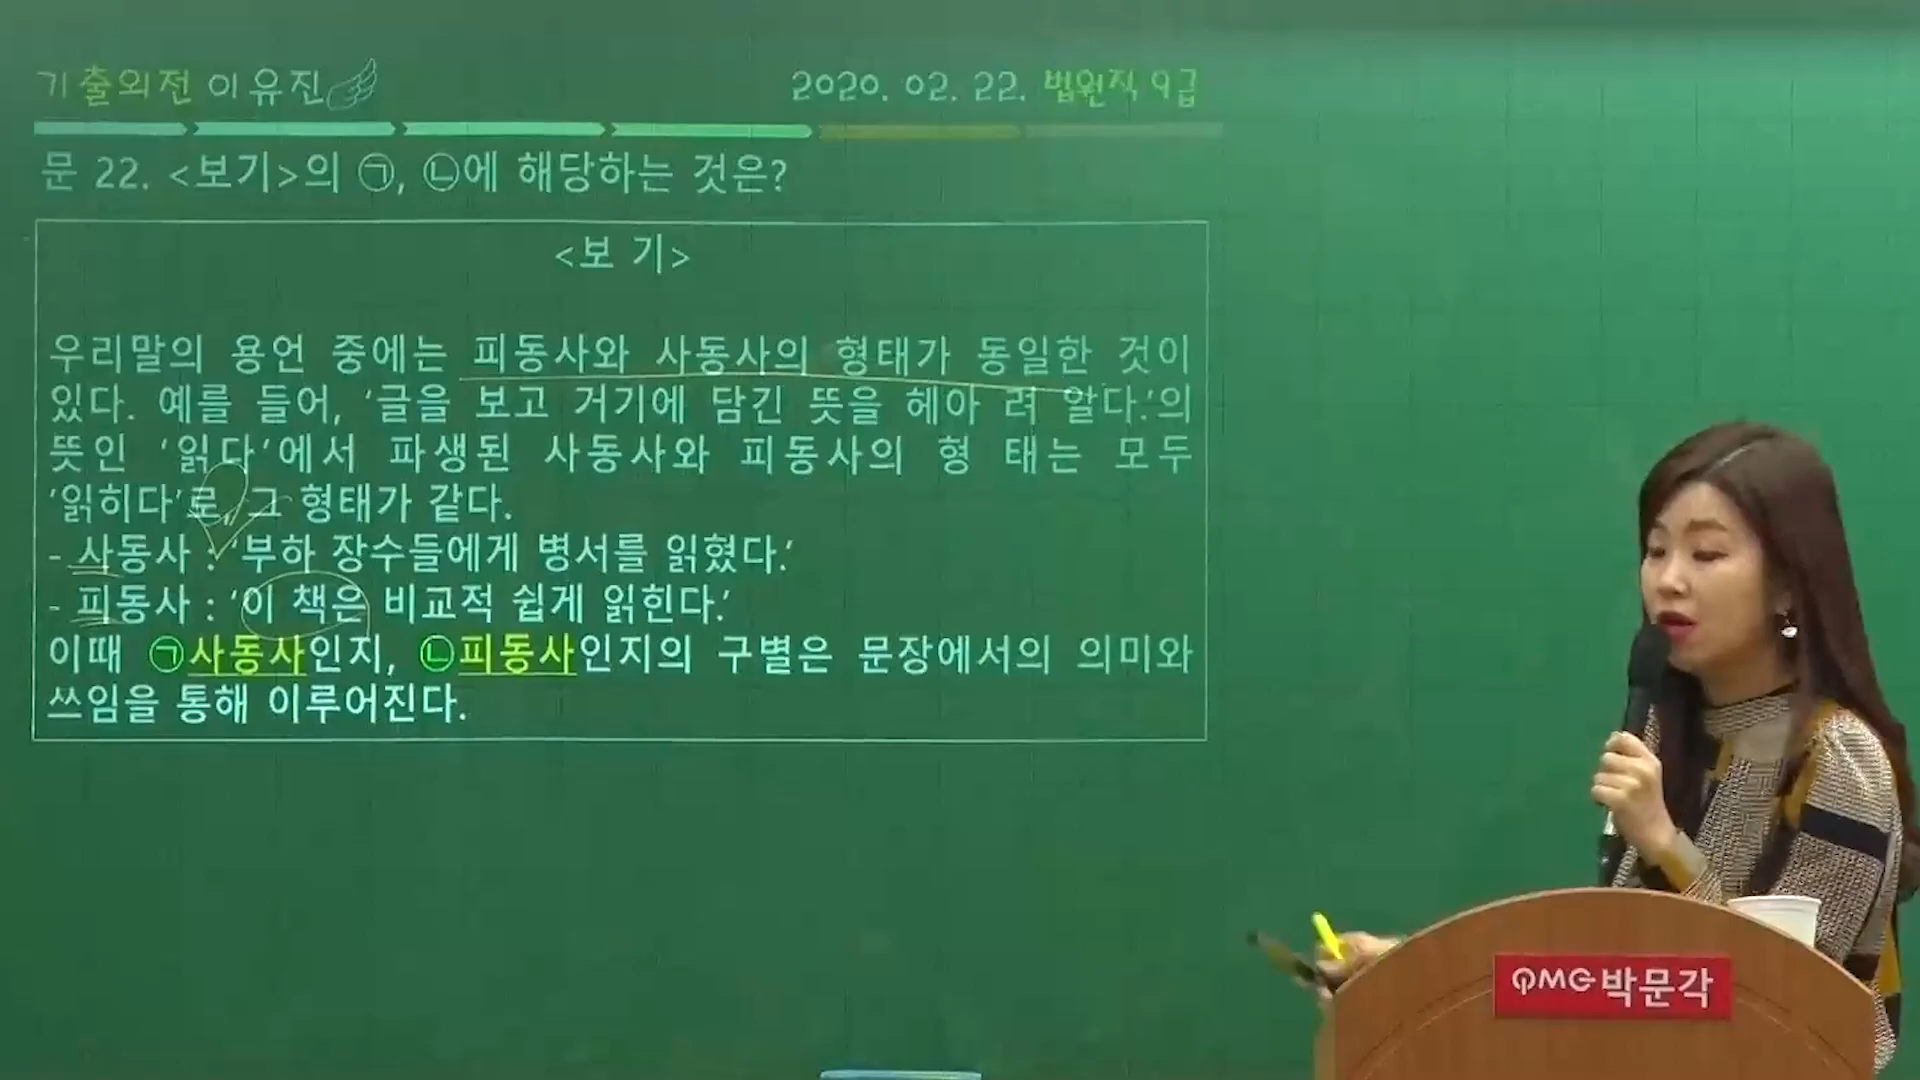 기출외전 이유진
2020. 02. 22. 법원직 9급
문 22. <보기>의 ㉠, ㉡에 해당하는 것은?
<보 기>
우리말의 용언 중에는 피동사와 사동사의 형태가 동일한 것이
있다. 예를 들어, ‘글을 보고 거기에 담긴 뜻을 헤아 려 알다.’의
뜻인 ‘읽다‘에서 파생된 사동사와 피동사의 형 태는 모두
‘읽히다’로, 그 형태가 같다.
- 사동사 : ‘부하 장수들에게 병서를 읽혔다.’
- 피동사 : ‘이 책은 비교적 쉽게 읽힌다.’
이때 ㉠사동사인지, ㉡피동사인지의 구별은 문장에서의 의미와
쓰임을 통해 이루어진다.
PMG 박문각